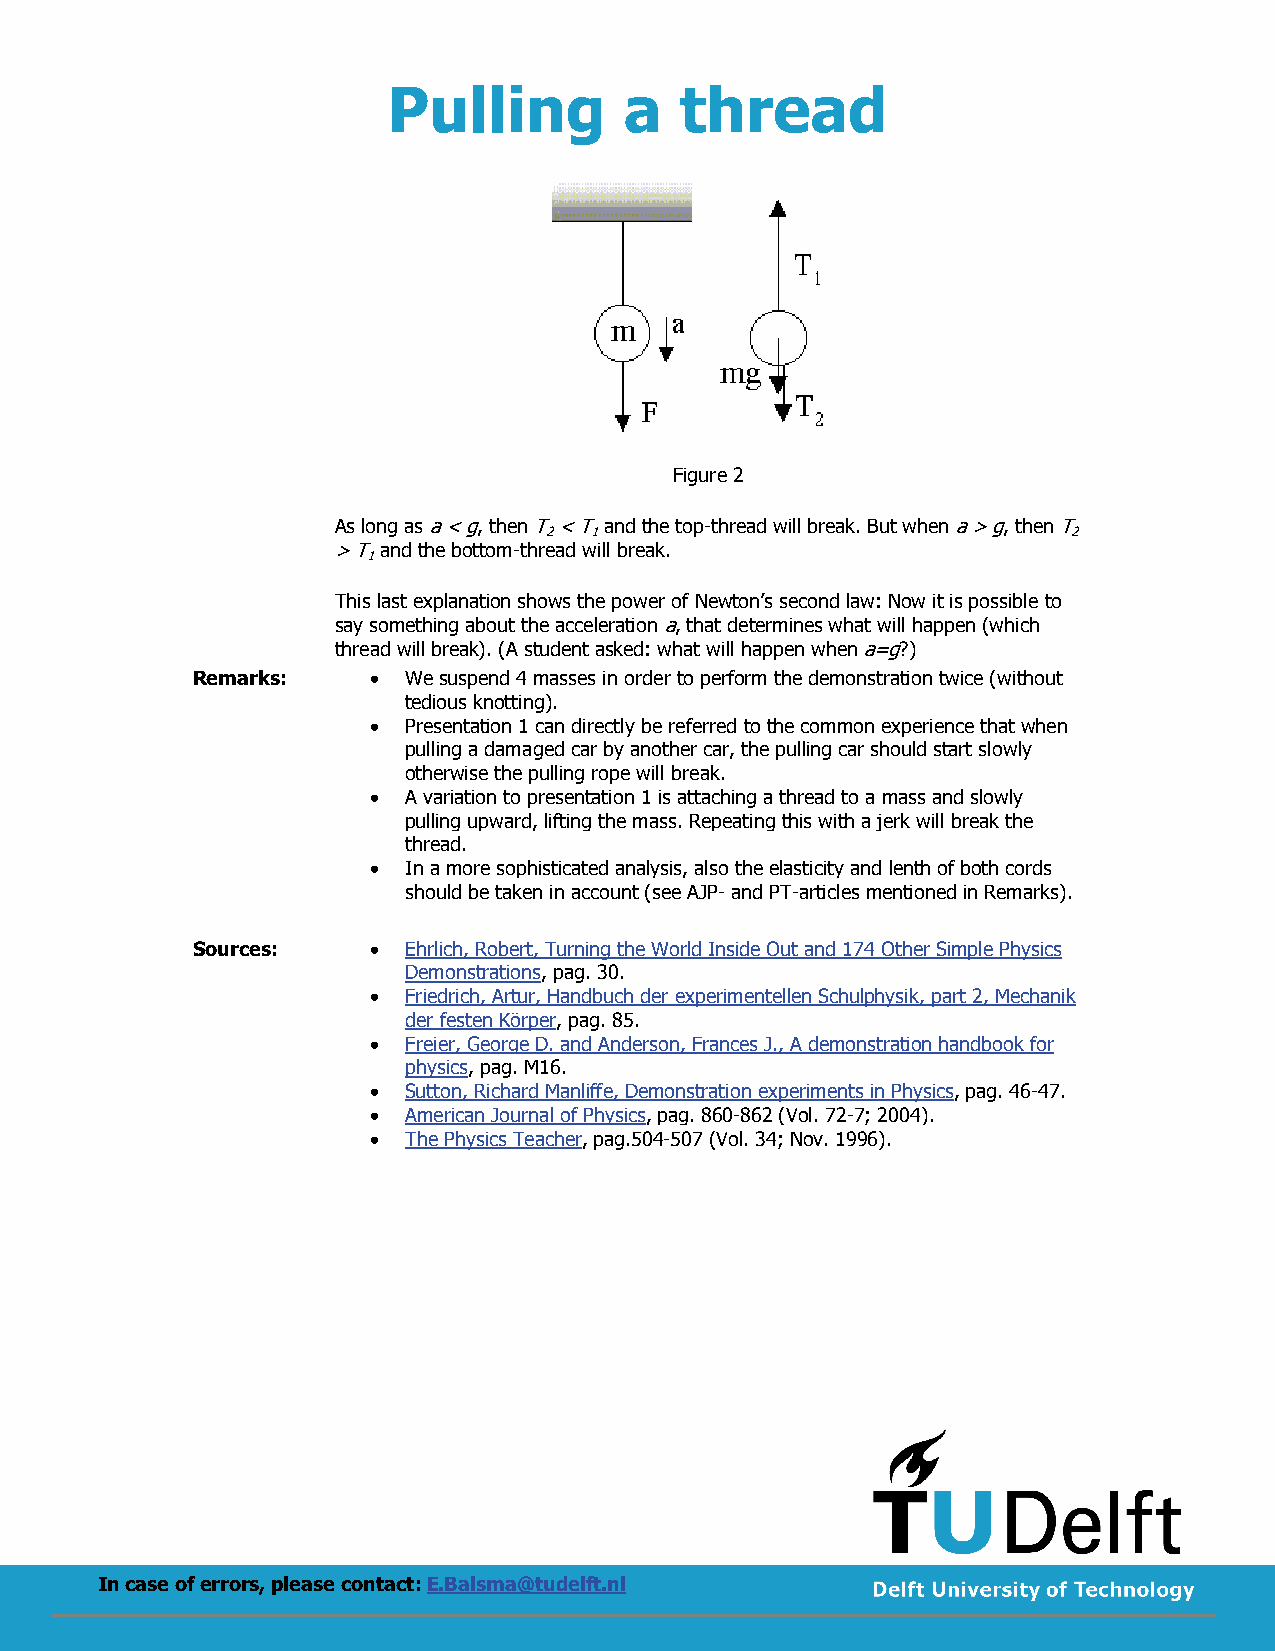 Pulling a thread
T1
m
a
mg
F
T2
Figure 2
As long as a < g, then T2 < T1 and the top-thread will break. But when a > g, then T2
> T1 and the bottom-thread will break.
This last explanation shows the power of Newton’s second law: Now it is possible to
say something about the acceleration a, that determines what will happen (which
thread will break). (A student asked: what will happen when a=g?)
Remarks: • We suspend 4 masses in order to perform the demonstration twice (without
tedious knotting).
• Presentation 1 can directly be referred to the common experience that when
pulling a damaged car by another car, the pulling car should start slowly
otherwise the pulling rope will break.
• A variation to presentation 1 is attaching a thread to a mass and slowly
pulling upward, lifting the mass. Repeating this with a jerk will break the
thread.
• In a more sophisticated analysis, also the elasticity and lenth of both cords
should be taken in account (see AJP- and PT-articles mentioned in Remarks).
Sources: • Ehrlich, Robert, Turning the World Inside Out and 174 Other Simple Physics
Demonstrations, pag. 30.
• Friedrich, Artur, Handbuch der experimentellen Schulphysik, part 2, Mechanik
der festen Körper, pag. 85.
• Freier, George D. and Anderson, Frances J., A demonstration handbook for
physics, pag. M16.
• Sutton, Richard Manliffe, Demonstration experiments in Physics, pag. 46-47.
• American Journal of Physics, pag. 860-862 (Vol. 72-7; 2004).
• The Physics Teacher, pag.504-507 (Vol. 34; Nov. 1996).
TUDelft
In case of errors, please contact: E.Balsma@tudelft.nl
Delft University of Technology